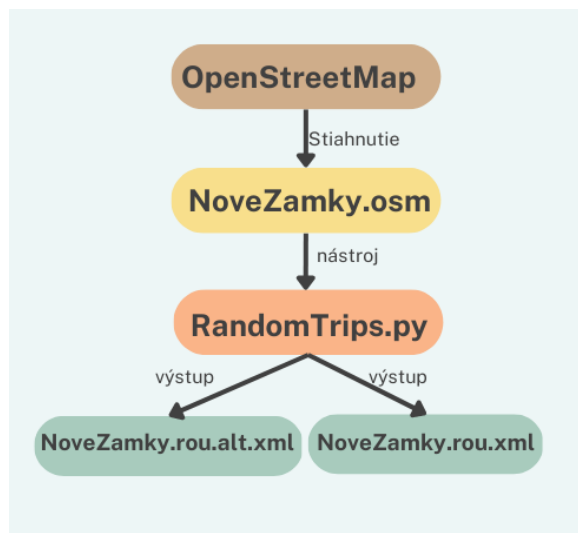 OpenStreetMap
Stiahnutie
NoveZamky.osm
nástroj
RandomTrips.py
výstup
výstup
NoveZamky.rou.alt.xml
NoveZamky.rou.xml